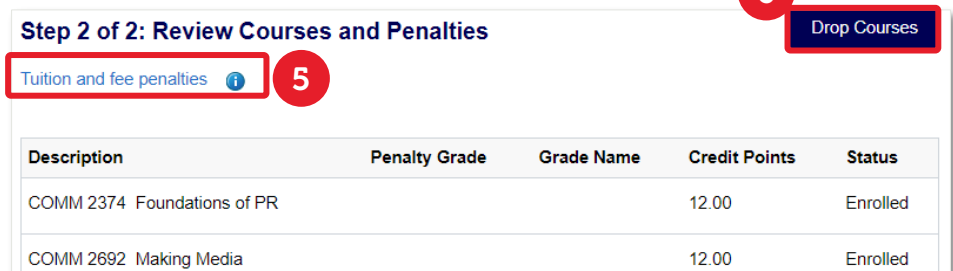 Step 2 of 2: Review Courses and Penalties
Drop Courses
Tuition and fee penalties
5
Description Penalty Grade Grade Name Credit Points Status
COMM 2374 Foundations of PR 12.00 Enrolled
COMM 2692 Making Media 12.00 Enrolled